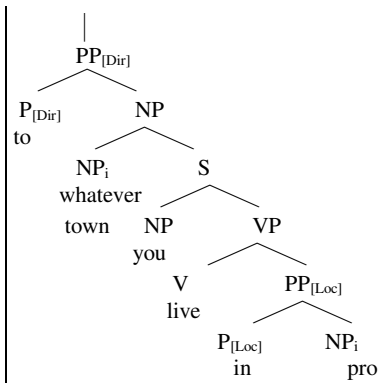 PP[Dir]
P[Dir] NP
to
NPi S
whatever
town NP VP
you
V PP[Loc]
live
P[Loc] NPi
in pro